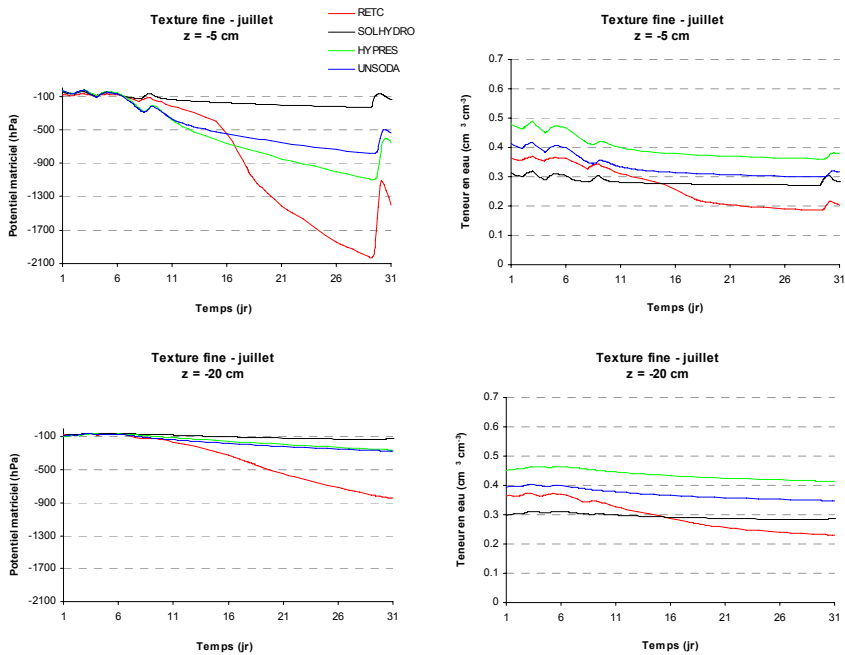 Texture fine - juillet
z = -5 cm
RETC
SOLHYDRO
HYPRES
UNSODA
-100
-500
-900
-1300
-1700
-2100
1 6 11 16 21 26 31
Potentiel matriciel (hPa)
Temps (jr)
Texture fine - juillet
z = -5 cm
0.7
0.6
0.5
0.4
0.3
0.2
0.1
0
1 6 11 16 21 26 31
Teneur en eau (cm³ cm⁻³)
Temps (jr)
Texture fine - juillet
z = -20 cm
-100
-500
-900
-1300
-1700
-2100
1 6 11 16 21 26 31
Potentiel matriciel (hPa)
Temps (jr)
Texture fine - juillet
z = -20 cm
0.7
0.6
0.5
0.4
0.3
0.2
0.1
0
1 6 11 16 21 26 31
Teneur en eau (cm³ cm⁻³)
Temps (jr)